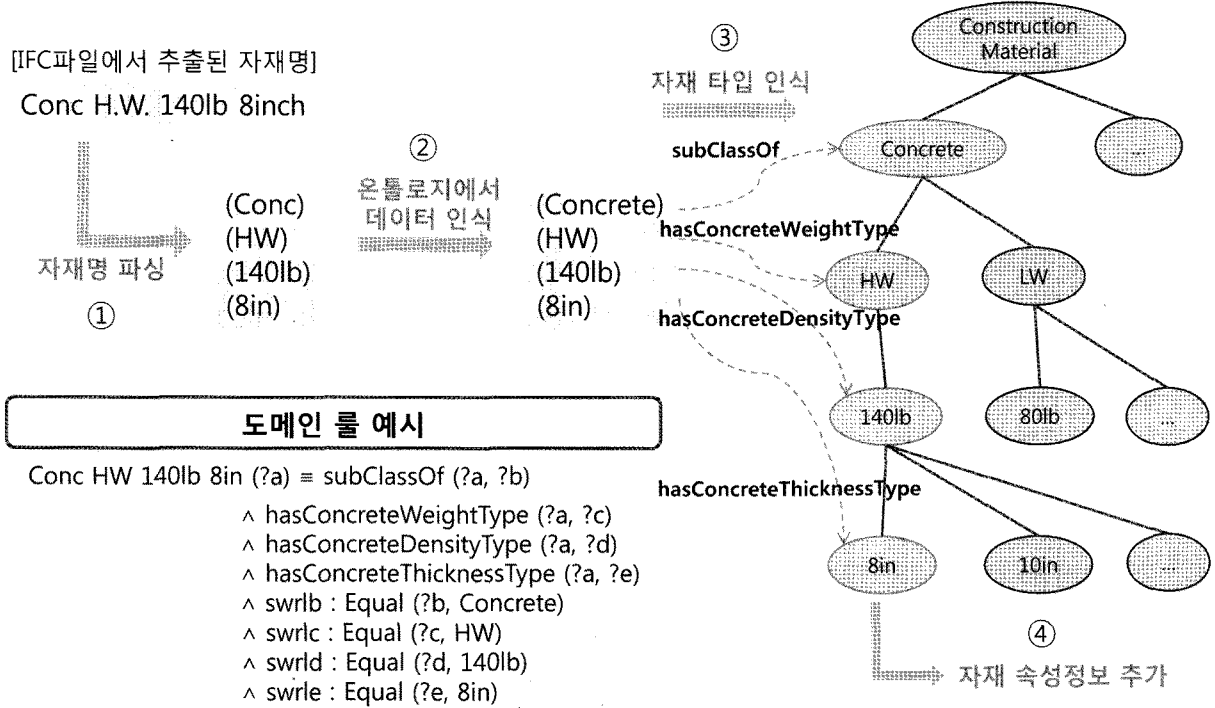 [IFC파일에서 추출된 자재명]
Conc H.W. 140lb 8inch
자재명 파싱
①
(Conc)
(HW)
(140lb)
(8in)
②
온톨로지에서
데이터 인식
(Concrete)
(HW)
(140lb)
(8in)
③
자재 타입 인식
subClassOf
hasConcreteWeightType
hasConcreteDensityType
hasConcreteThicknessType
Construction
Material
Concrete
...
HW
LW
140lb
80lb
...
8in
10in
...
④
자재 속성정보 추가
도메인 룰 예시
Conc HW 140lb 8in (?a) ≡ subClassOf (?a, ?b)
∧ hasConcreteWeightType (?a, ?c)
∧ hasConcreteDensityType (?a, ?d)
∧ hasConcreteThicknessType (?a, ?e)
∧ swrlb : Equal (?b, Concrete)
∧ swrlc : Equal (?c, HW)
∧ swrld : Equal (?d, 140lb)
∧ swrle : Equal (?e, 8in)